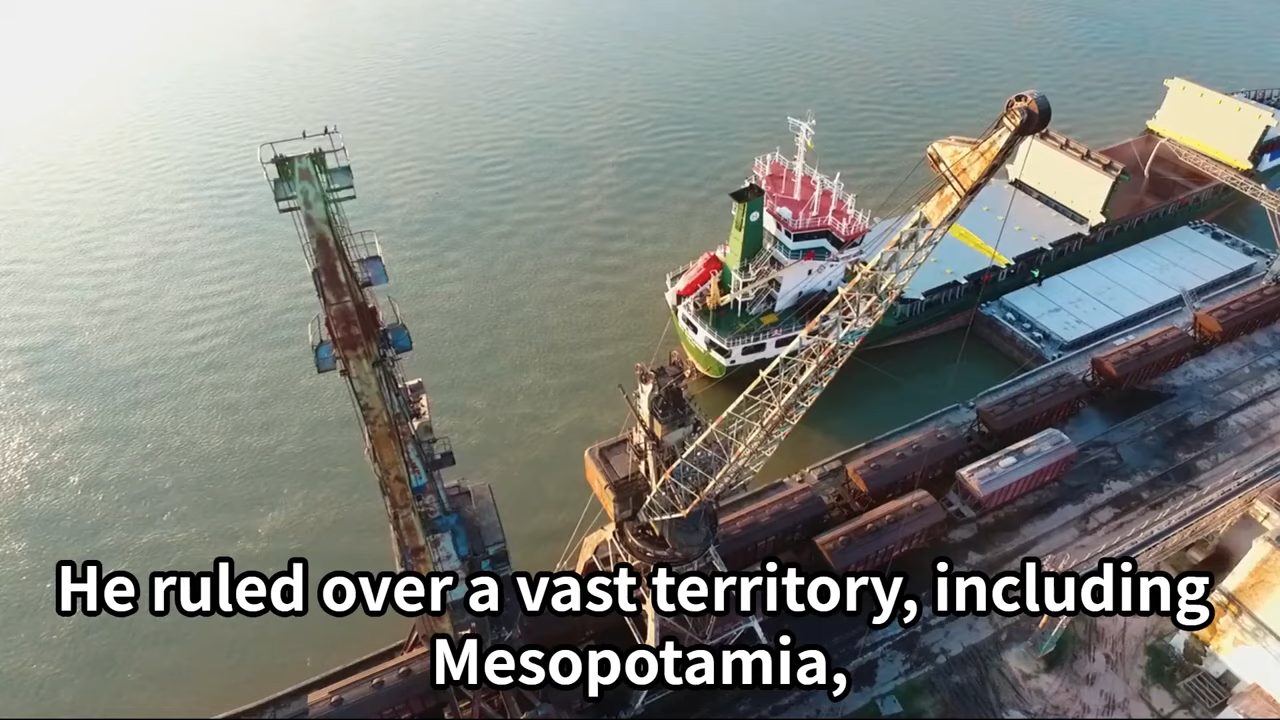 He ruled over a vast territory, including
Mesopotamia,